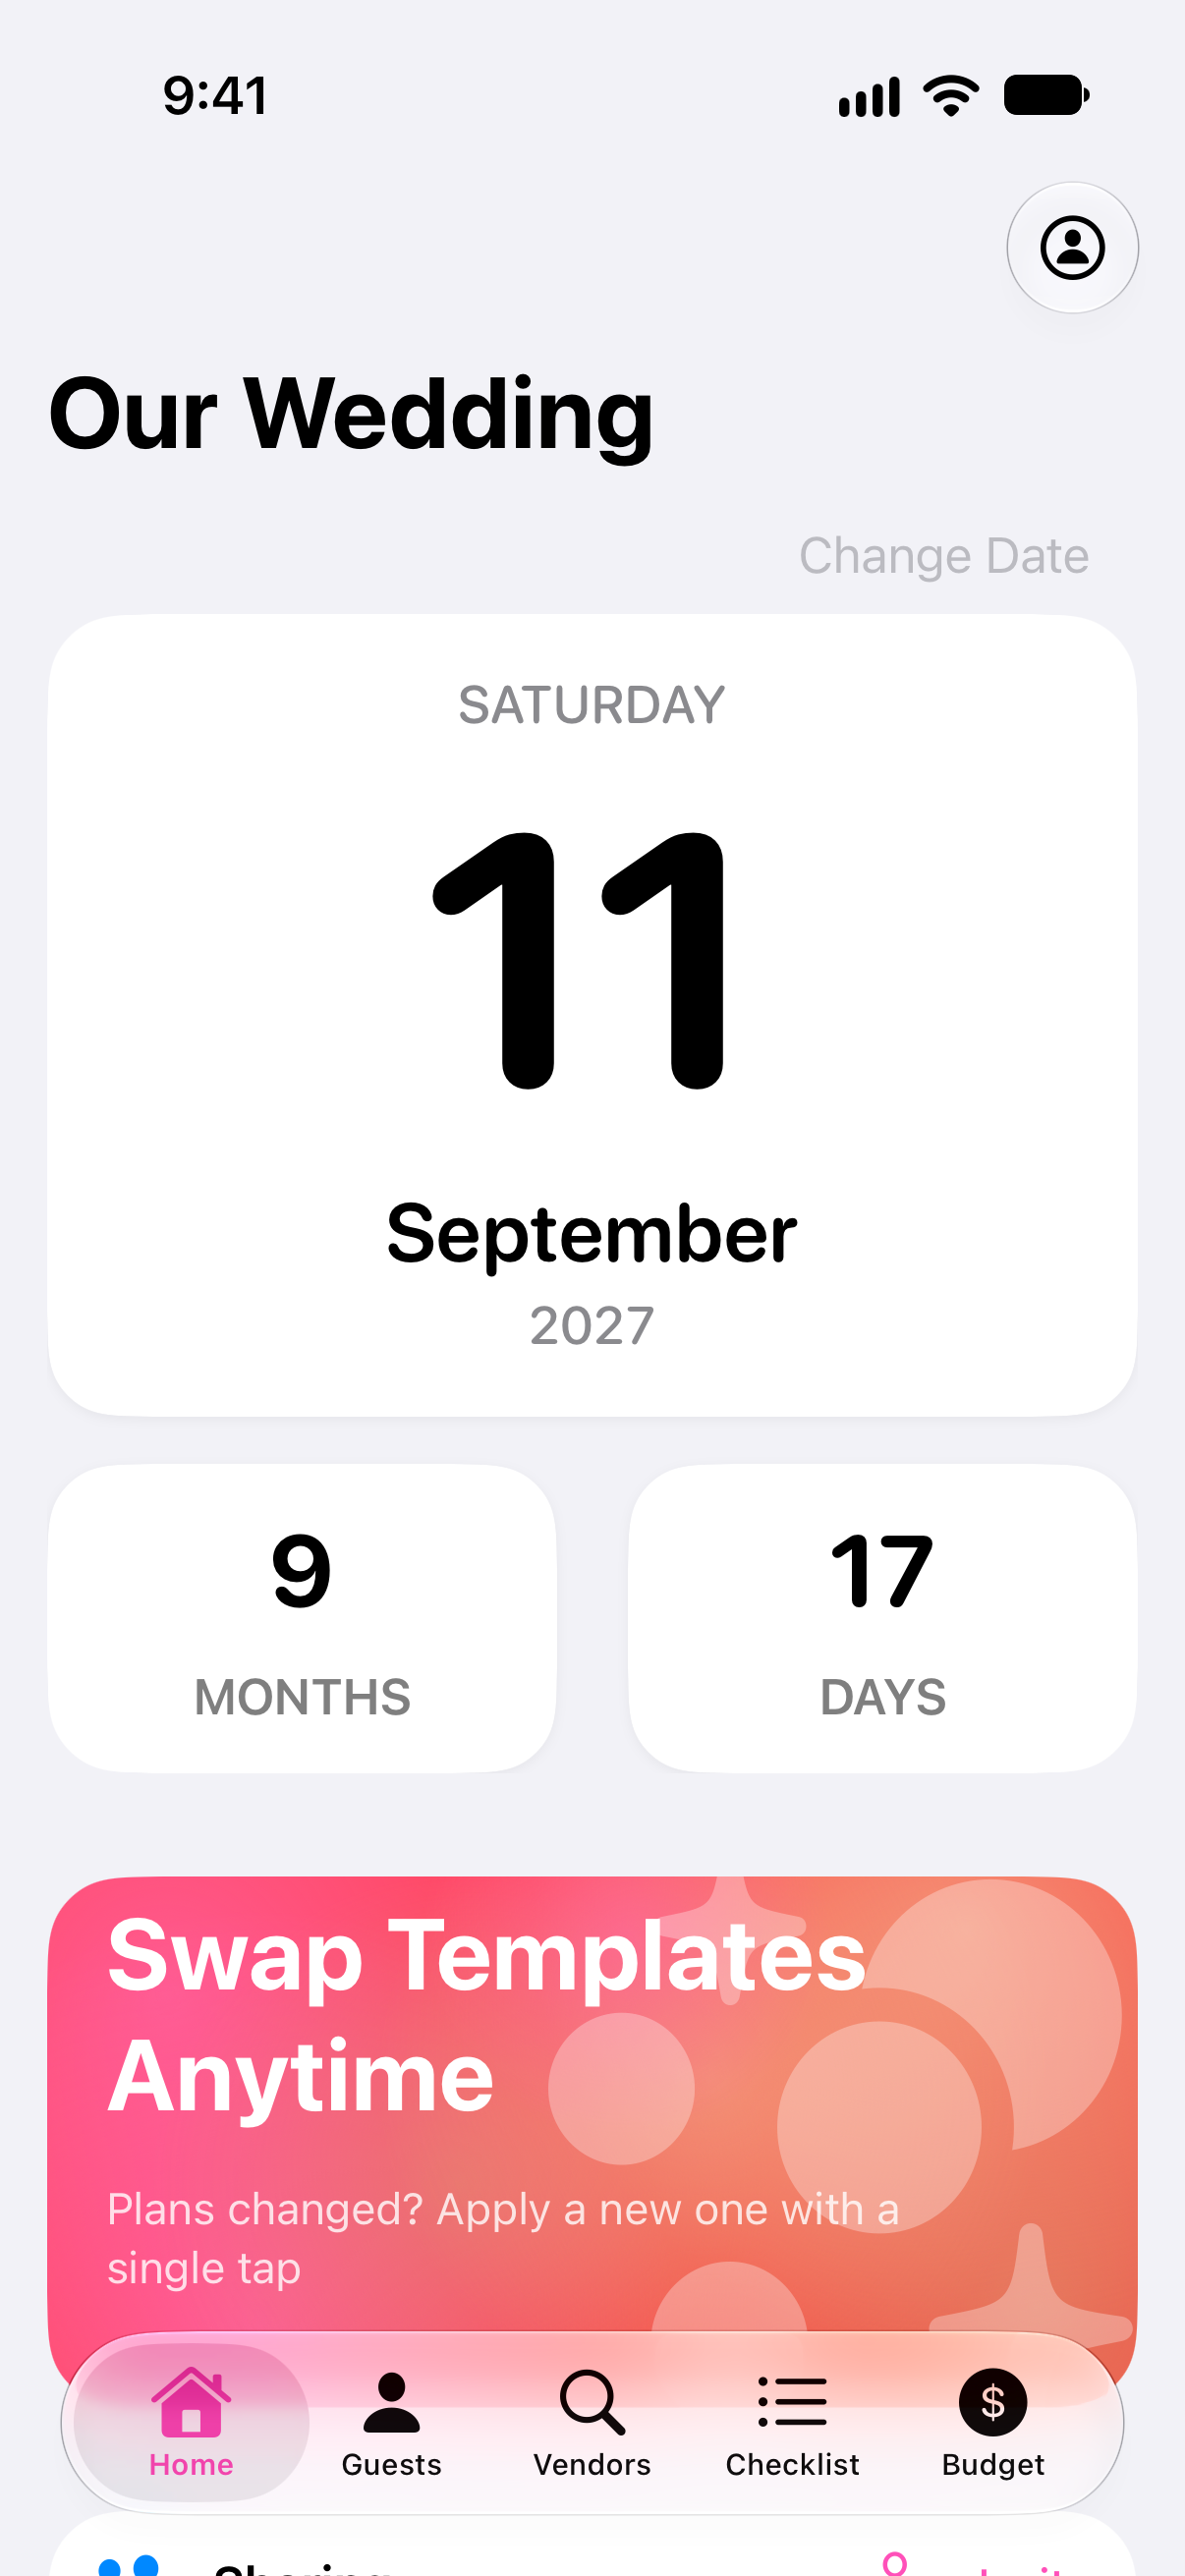 9:41
Our Wedding
Change Date
SATURDAY
11
September
2027
9
MONTHS
17
DAYS
Swap Templates
Anytime
Plans changed? Apply a new one with a
single tap
Home
Guests
Vendors
Checklist
$
Budget